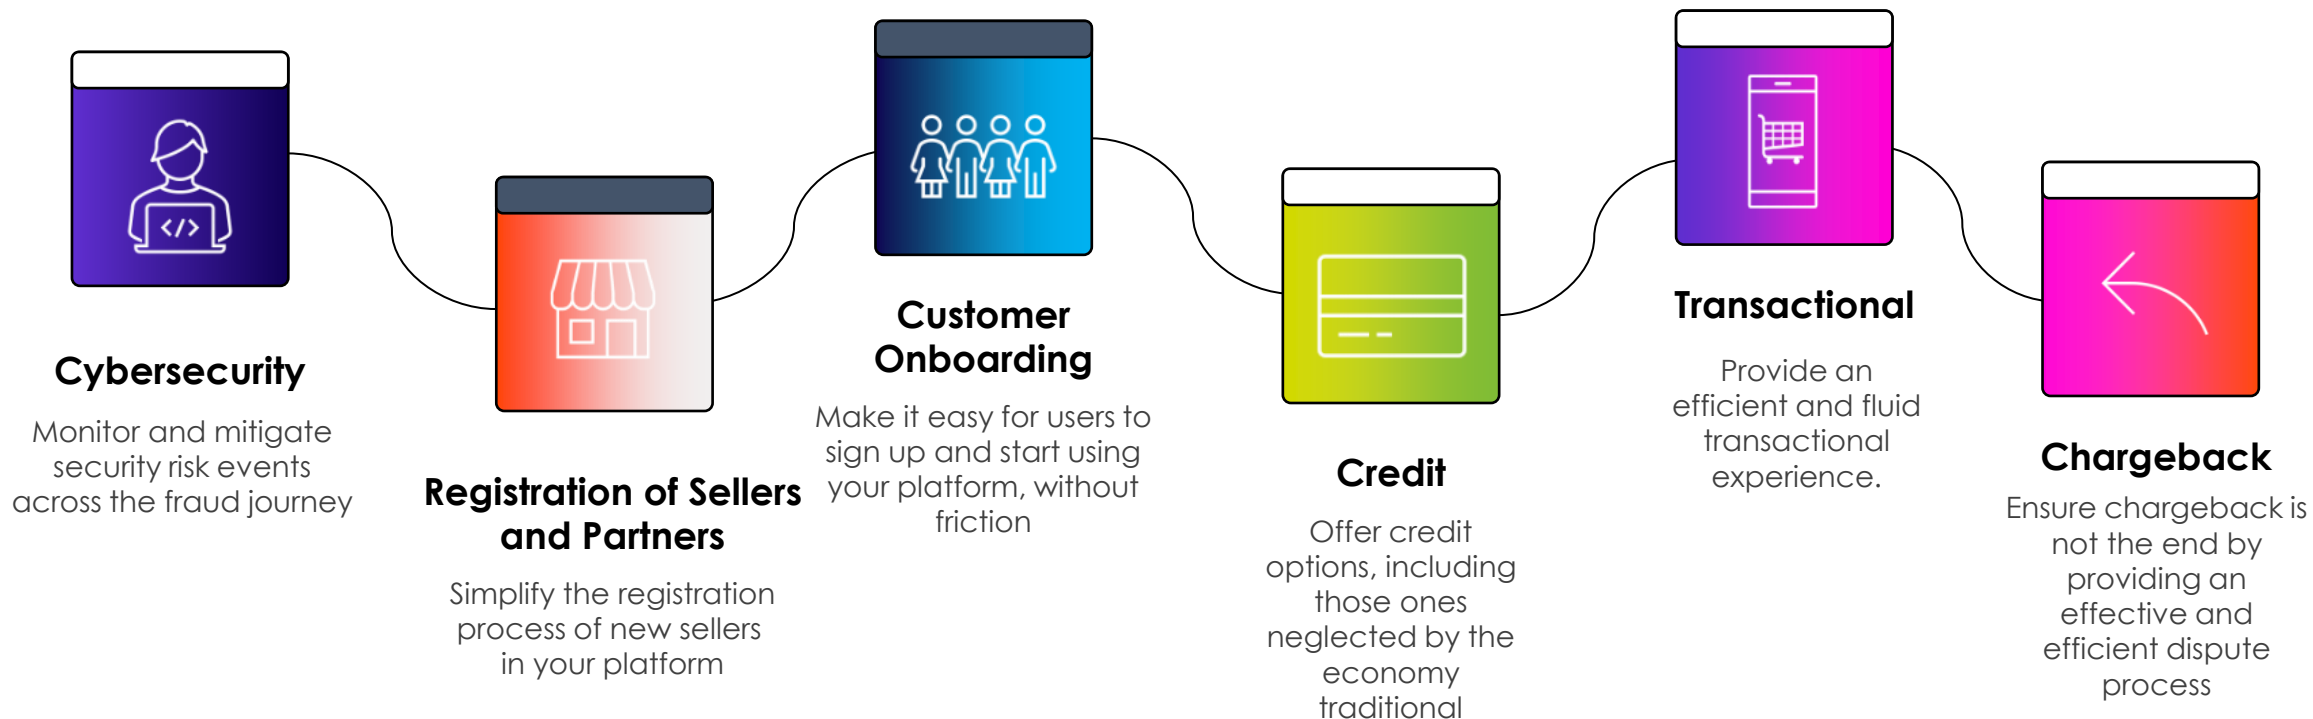 Cybersecurity
Monitor and mitigate
security risk events
across the fraud journey
</>
Registration of Sellers
and Partners
Simplify the registration
process of new sellers
in your platform
Customer
Onboarding
Make it easy for users to
sign up and start using
your platform, without
friction
Credit
Offer credit
options, including
those ones
neglected by the
economy
traditional
Transactional
Provide an
efficient and fluid
transactional
experience.
Chargeback
Ensure chargeback is
not the end by
providing an
effective and
efficient dispute
process